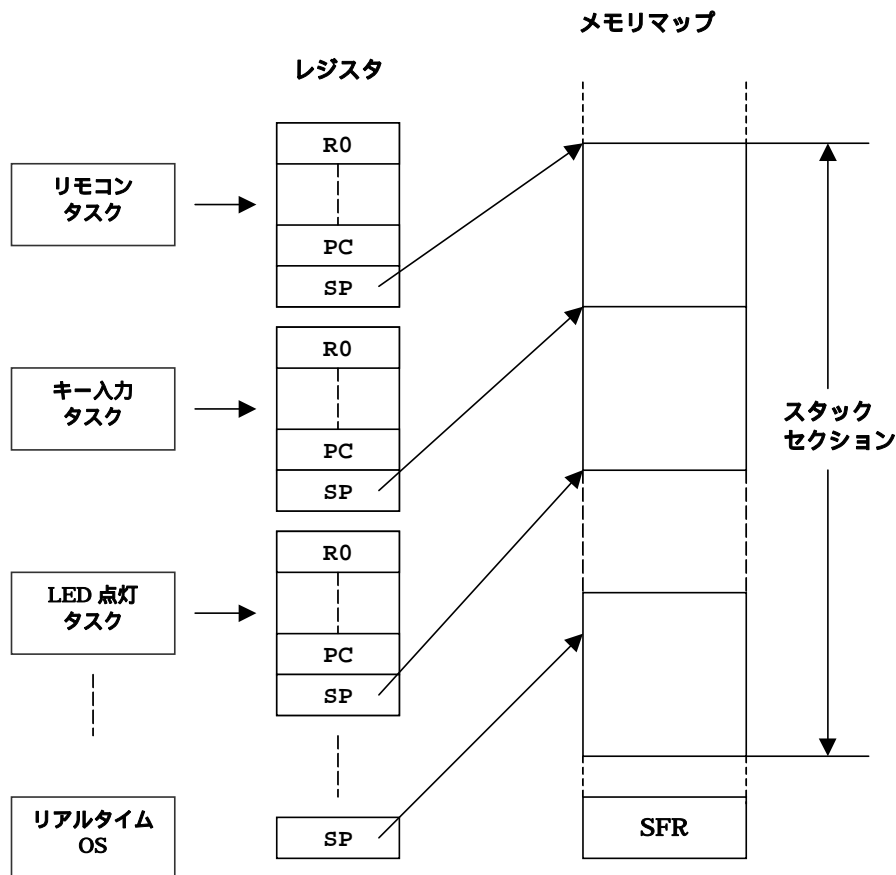 メモリマップ
レジスタ
リモコン
タスク
R0
PC
SP
キー入力
タスク
R0
PC
SP
スタック
セクション
LED 点灯
タスク
R0
PC
SP
リアルタイム
OS
SP
SFR